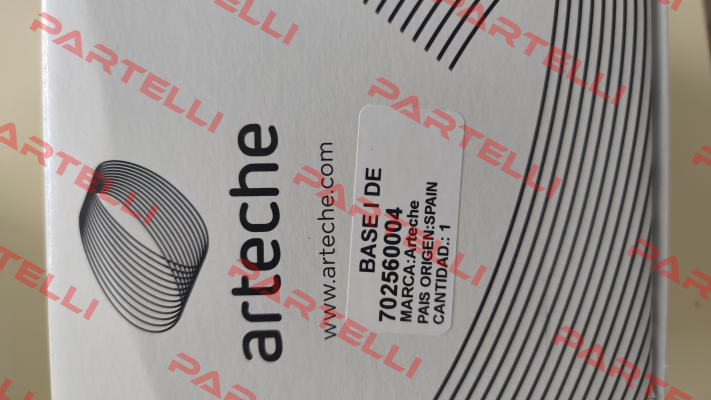 arteche
www.arteche.com
BASE I DE
702560004
MARCA:Arteche
PAIS ORIGEN:SPAIN
CANTIDAD.: 1
PARTELLI
PARTELLI
PARTELLI
PARTELLI
PARTELLI
PARTELLI
PARTELLI